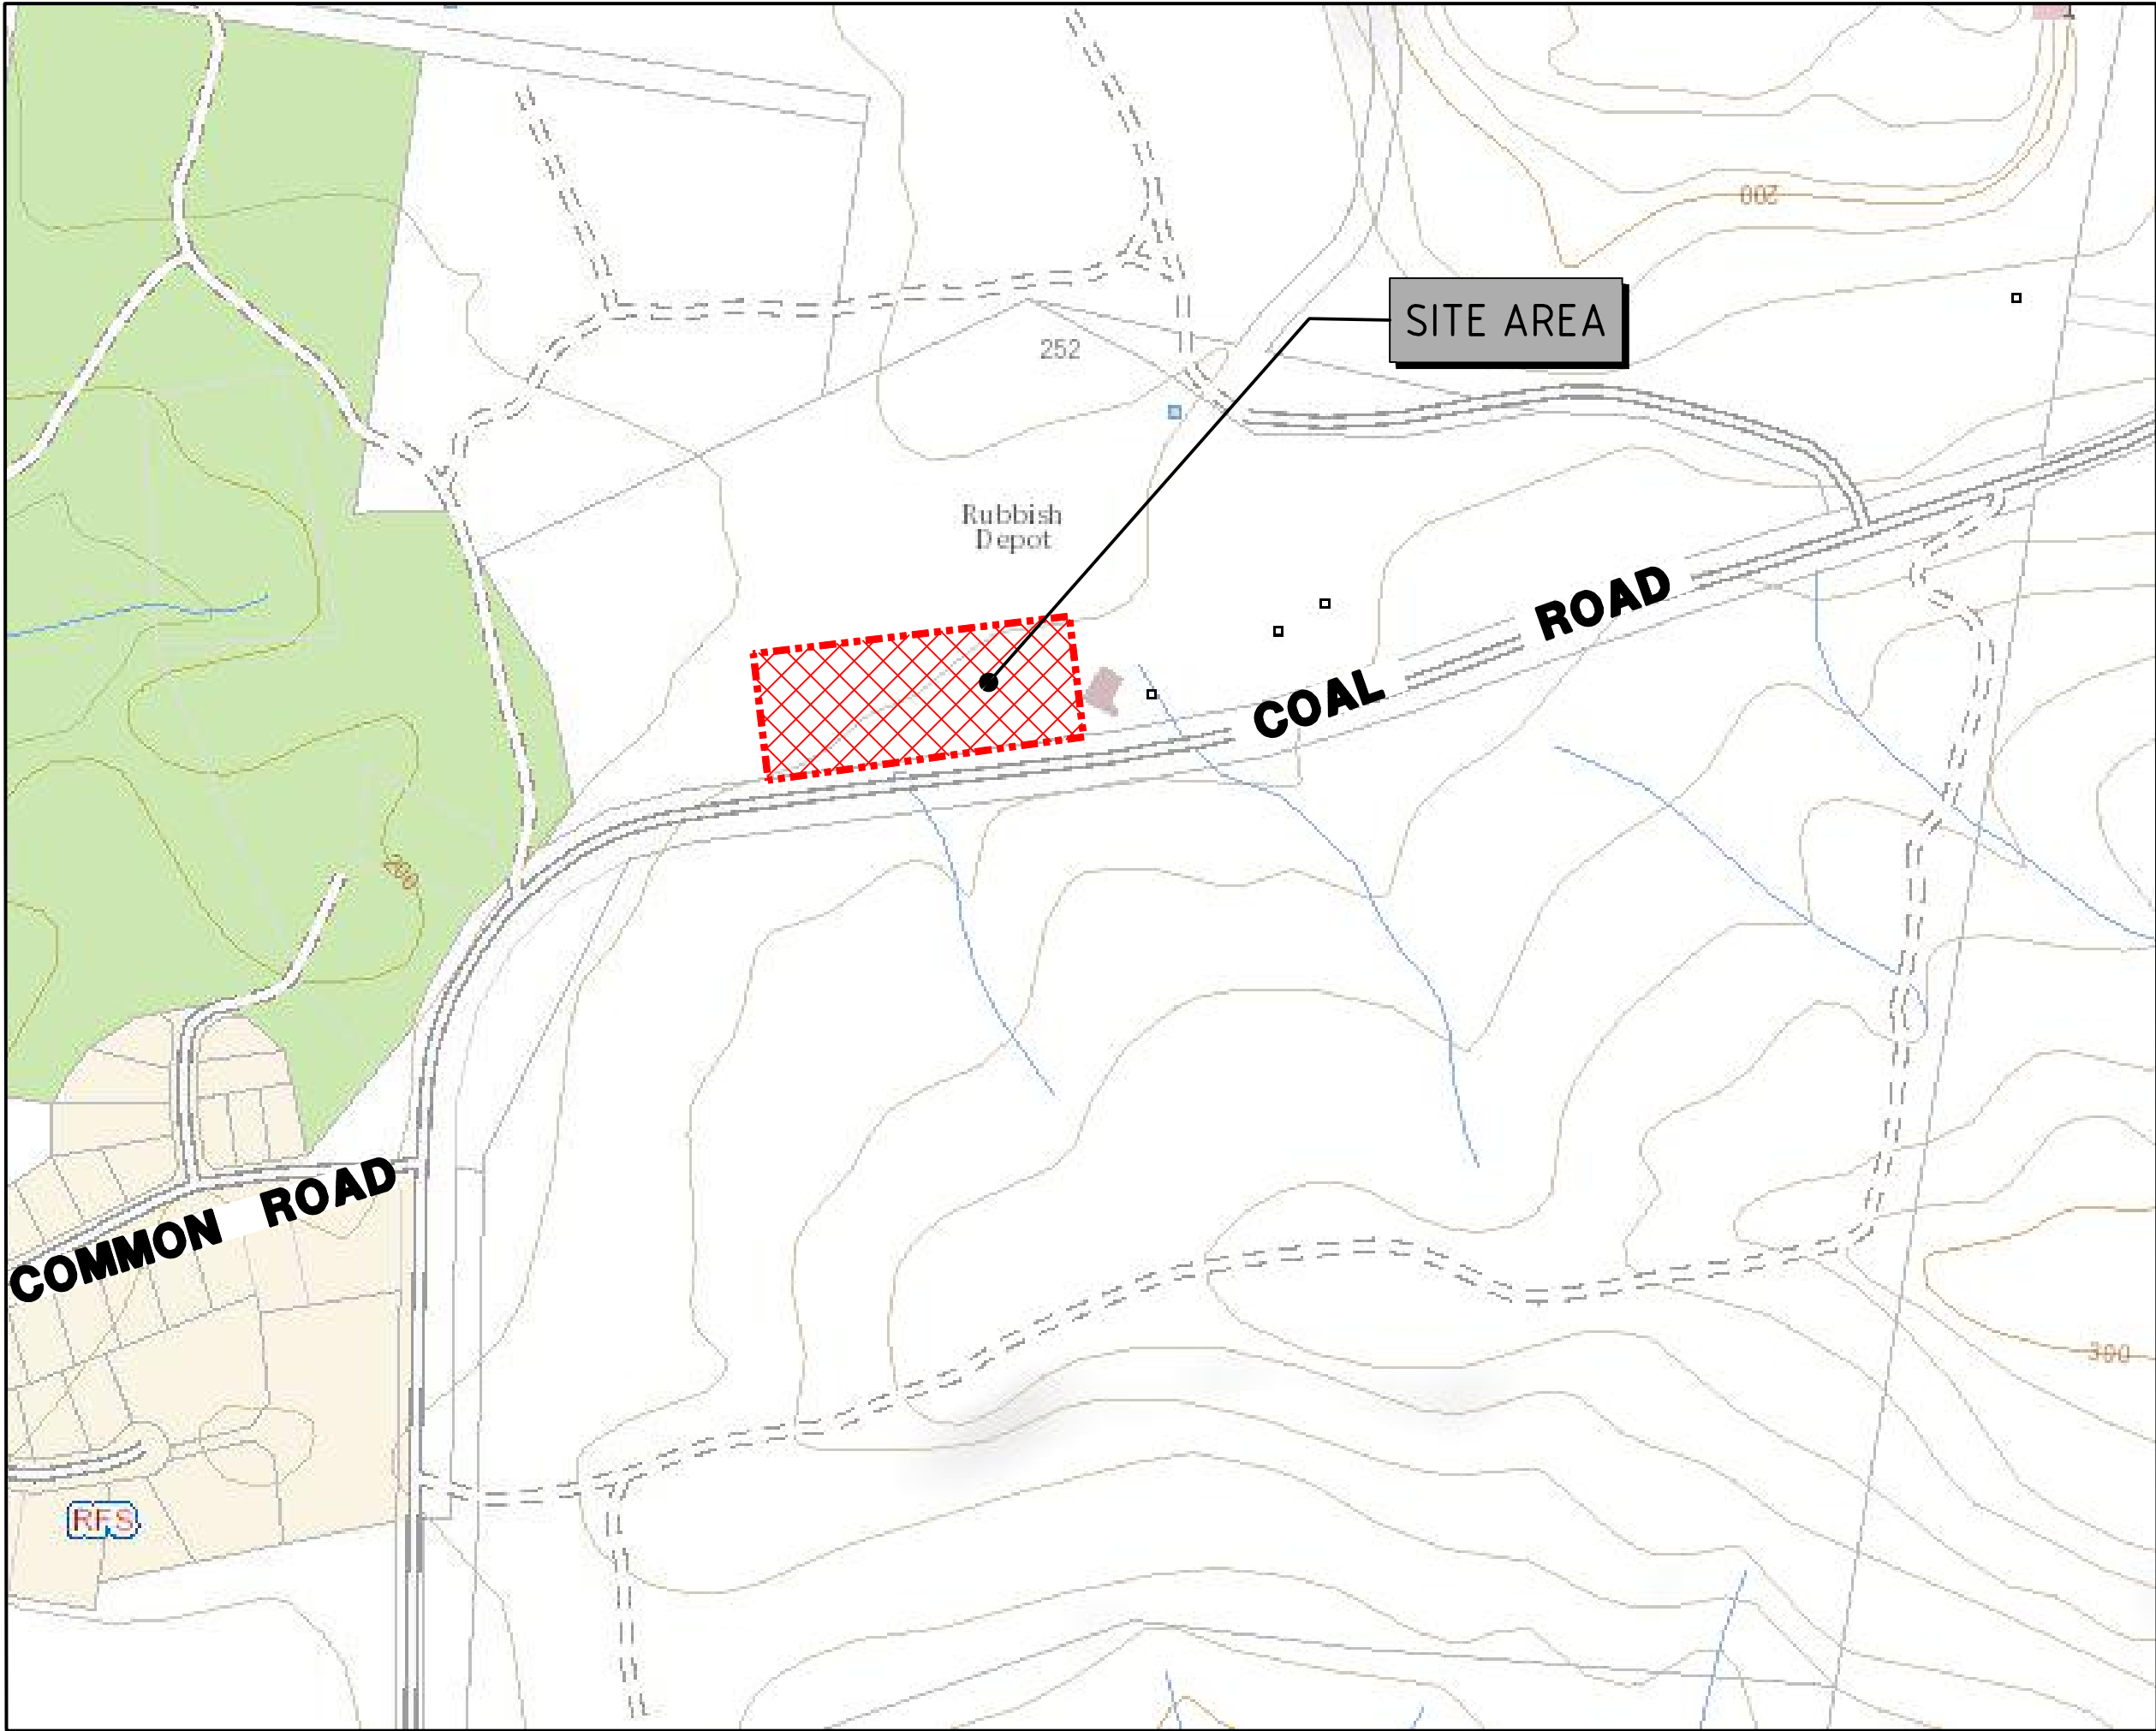 200
SITE AREA
252
Rubbish
Depot
COAL ROAD
200
COMMON ROAD
300
RFS